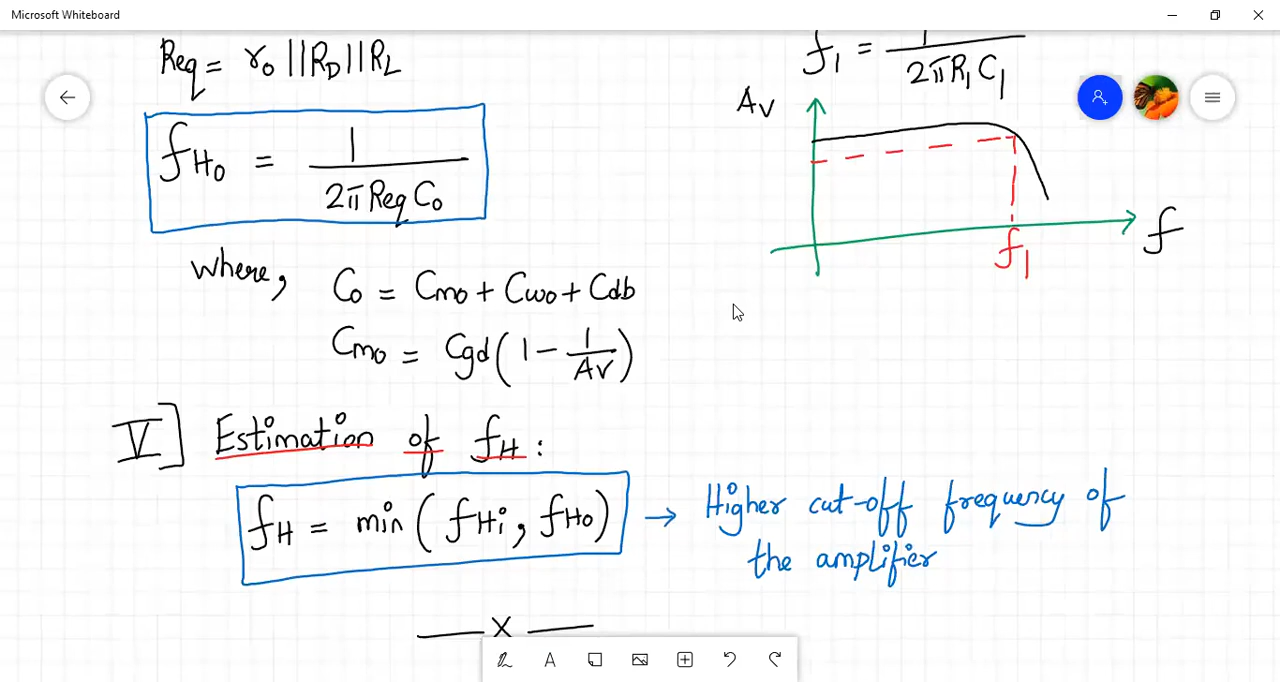 Microsoft Whiteboard
Req = ro || RD || RL
fHo = 1 / 2π Req Co
where, Co = Cmo + Cwo + Cdb
Cmo = Cgd ( 1 - 1 / Av )
f1 = 1 / 2π R1 C1
Av
f1
f
V] Estimation of fH :
fH = min ( fHi , fHo ) → Higher cut-off frequency of
the amplifier
x
A